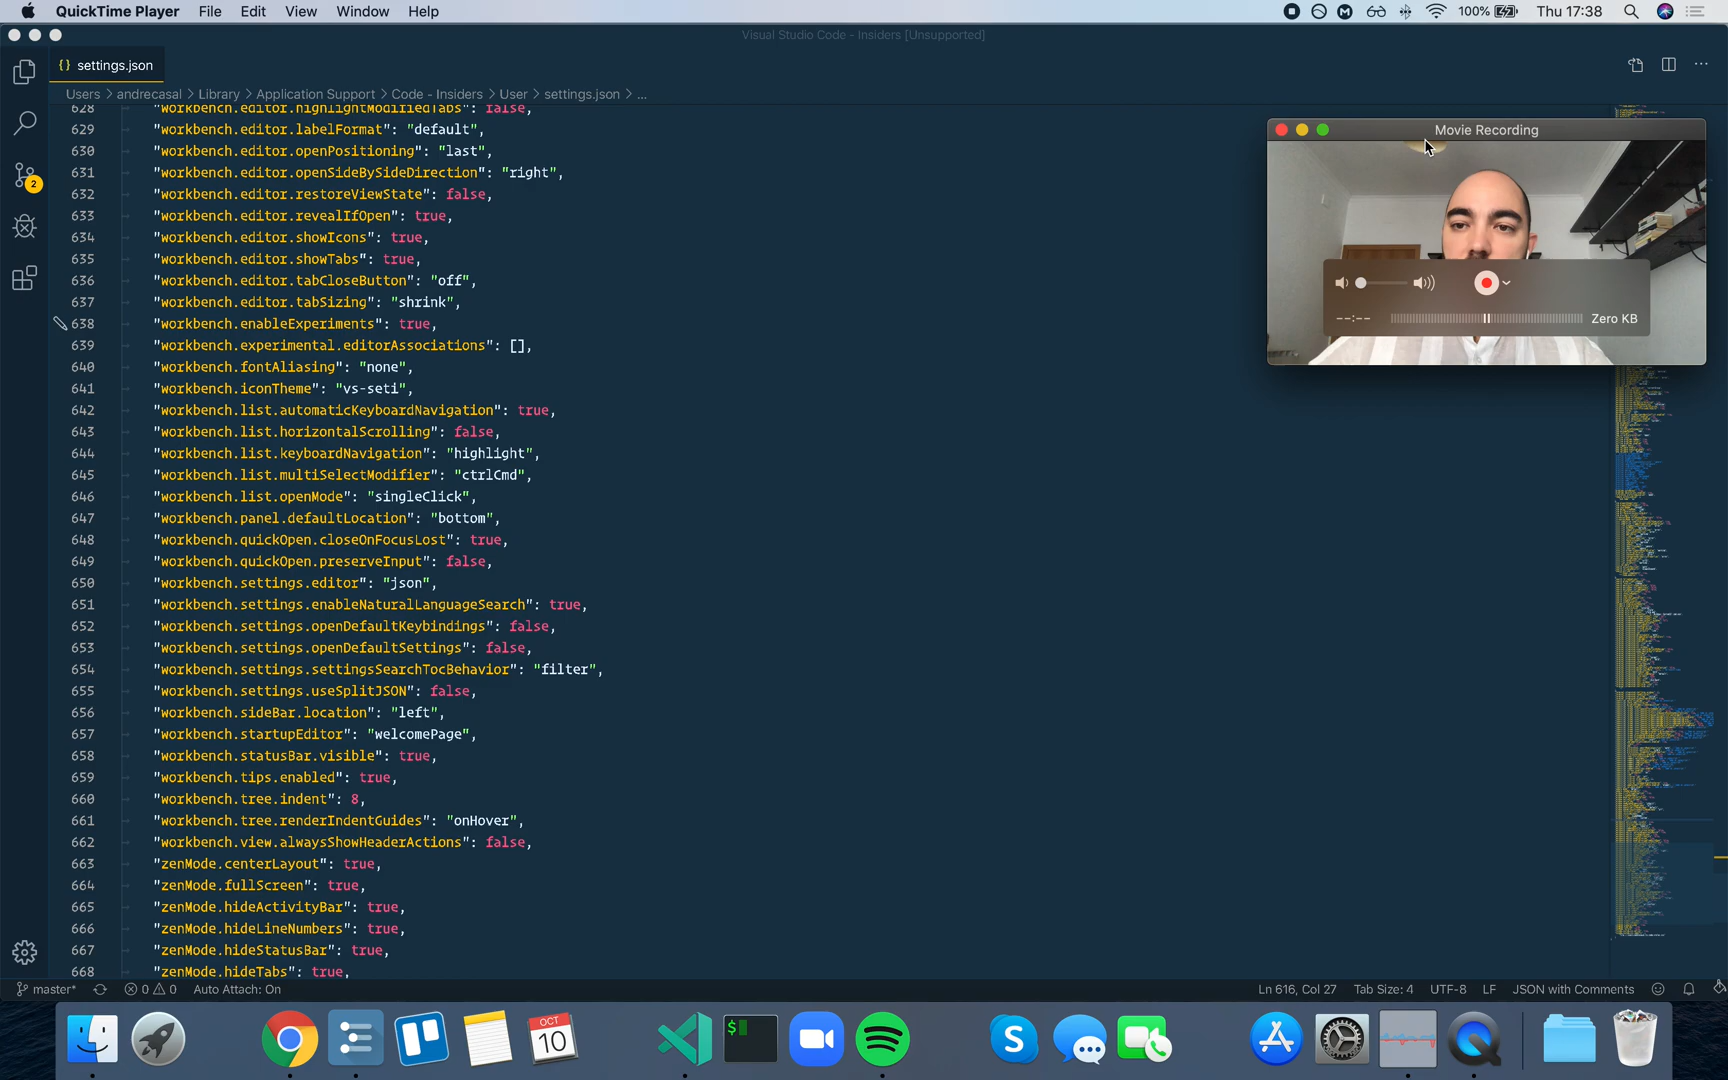 QuickTime Player File Edit View Window Help 100% Thu 17:38
Visual Studio Code - Insiders [Unsupported]
{} settings.json
Users > andrecasal > Library > Application Support > Code - Insiders > User > settings.json > ...
628 "workbench.editor.highlightModifiedTabs": false,
629 "workbench.editor.labelFormat": "default",
630 "workbench.editor.openPositioning": "last",
631 "workbench.editor.openSideBySideDirection": "right",
632 "workbench.editor.restoreViewState": false,
633 "workbench.editor.revealIfOpen": true,
634 "workbench.editor.showIcons": true,
635 "workbench.editor.showTabs": true,
636 "workbench.editor.tabCloseButton": "off",
637 "workbench.editor.tabSizing": "shrink",
638 "workbench.enableExperiments": true,
639 "workbench.experimental.editorAssociations": [],
640 "workbench.fontAliasing": "none",
641 "workbench.iconTheme": "vs-seti",
642 "workbench.list.automaticKeyboardNavigation": true,
643 "workbench.list.horizontalScrolling": false,
644 "workbench.list.keyboardNavigation": "highlight",
645 "workbench.list.multiSelectModifier": "ctrlCmd",
646 "workbench.list.openMode": "singleClick",
647 "workbench.panel.defaultLocation": "bottom",
648 "workbench.quickOpen.closeOnFocusLost": true,
649 "workbench.quickOpen.preserveInput": false,
650 "workbench.settings.editor": "json",
651 "workbench.settings.enableNaturalLanguageSearch": true,
652 "workbench.settings.openDefaultKeybindings": false,
653 "workbench.settings.openDefaultSettings": false,
654 "workbench.settings.settingsSearchTocBehavior": "filter",
655 "workbench.settings.useSplitJSON": false,
656 "workbench.sideBar.location": "left",
657 "workbench.startupEditor": "welcomePage",
658 "workbench.statusBar.visible": true,
659 "workbench.tips.enabled": true,
660 "workbench.tree.indent": 8,
661 "workbench.tree.renderIndentGuides": "onHover",
662 "workbench.view.alwaysShowHeaderActions": false,
663 "zenMode.centerLayout": true,
664 "zenMode.fullScreen": true,
665 "zenMode.hideActivityBar": true,
666 "zenMode.hideLineNumbers": true,
667 "zenMode.hideStatusBar": true,
668 "zenMode.hideTabs": true,
Movie Recording
--:-- Zero KB
2
master* 0 0 Auto Attach: On Ln 616, Col 27 Tab Size: 4 UTF-8 LF JSON with Comments
OCT
10
$
S